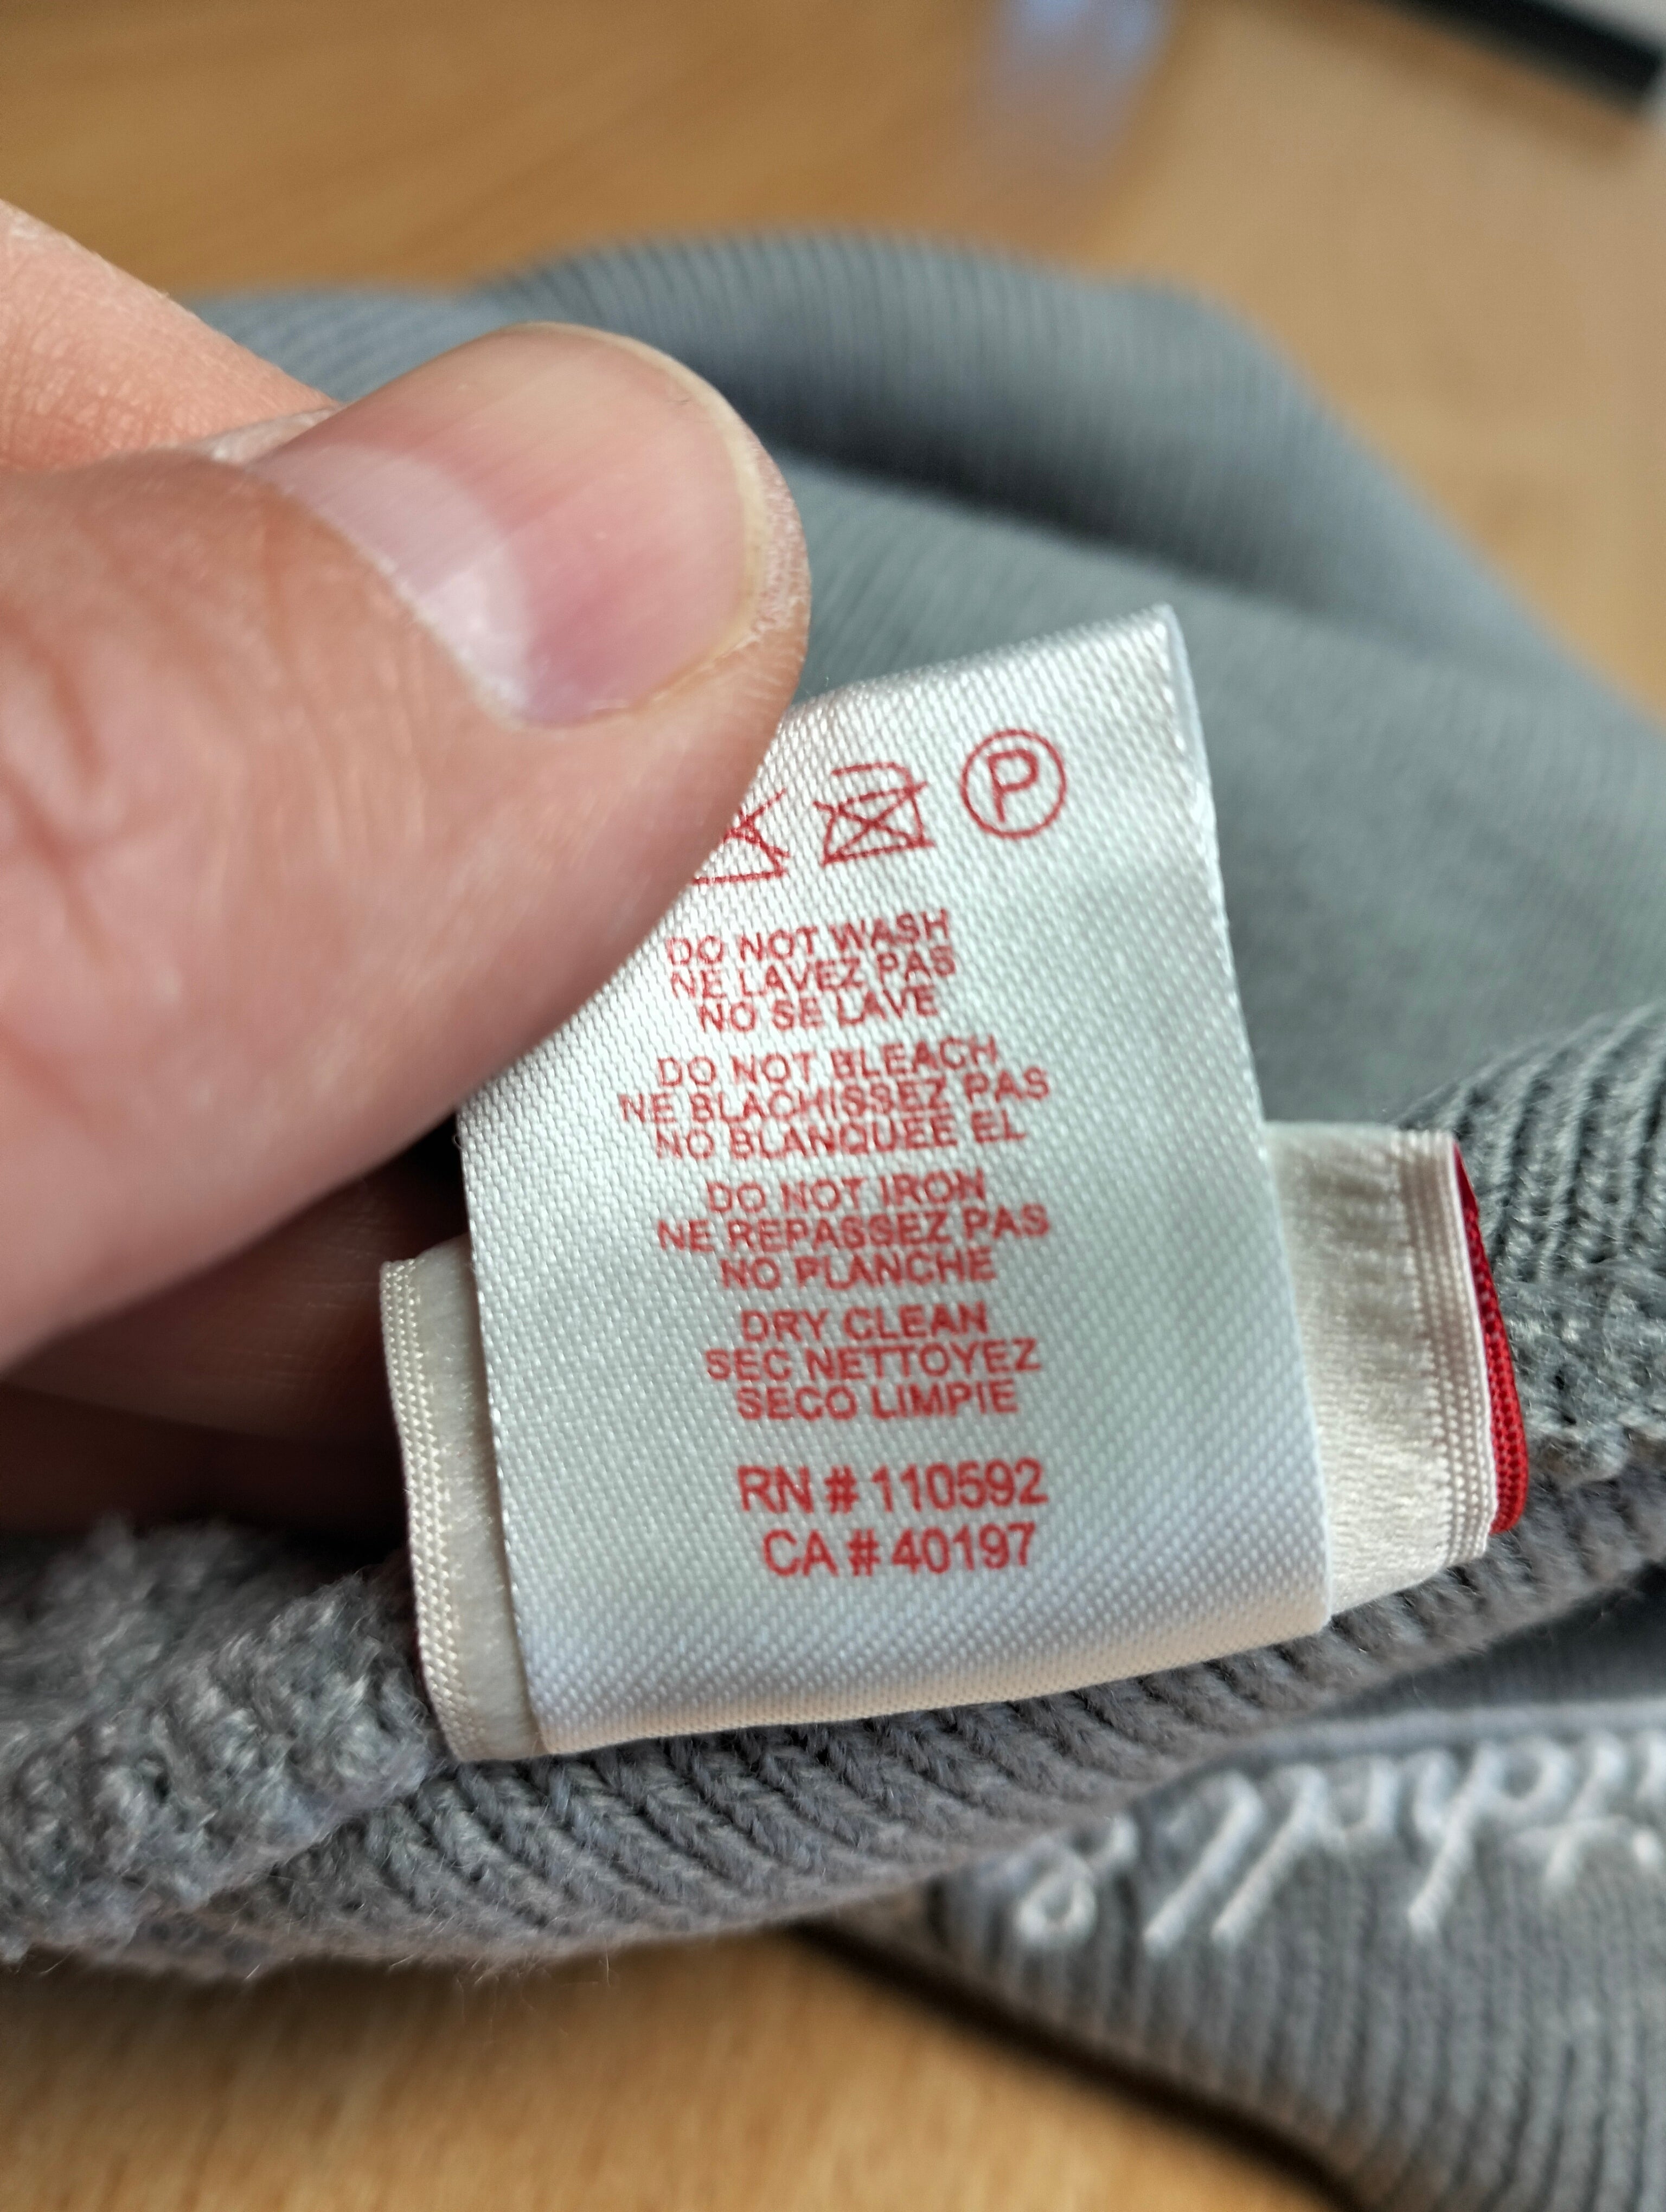 P
DO NOT WASH
NE LAVEZ PAS
NO SE LAVE
DO NOT BLEACH
NE BLACHISSEZ PAS
NO BLANQUEE EL
DO NOT IRON
NE REPASSEZ PAS
NO PLANCHE
DRY CLEAN
SEC NETTOYEZ
SECO LIMPIE
RN # 110592
CA # 40197